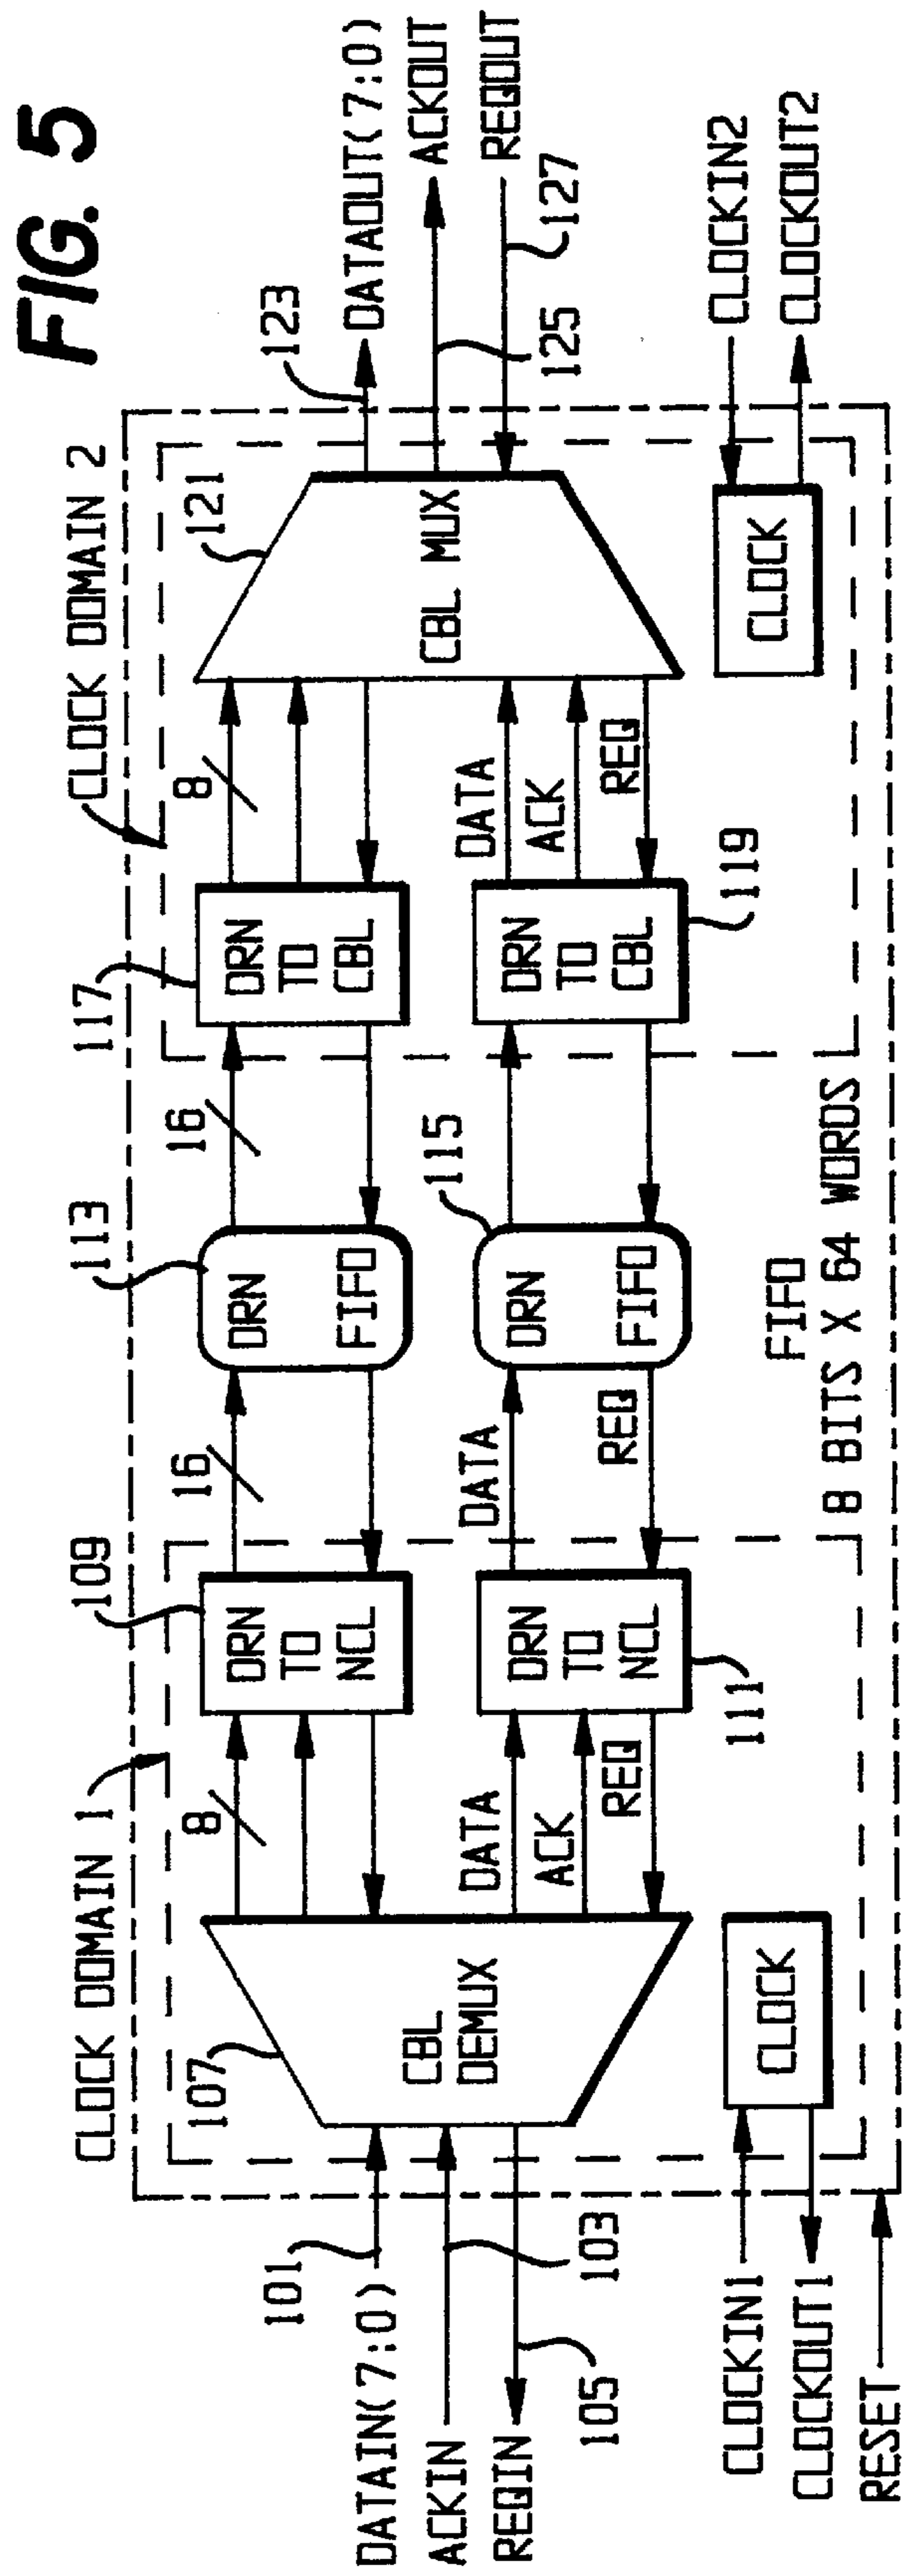 FIG. 5
CLOCK DOMAIN 1
CLOCK DOMAIN 2
DATAIN(7:0)
101
ACKIN
103
REQIN
105
107
CBL
DEMUX
8
DATA
ACK
REQ
109
DRN
TO
NCL
DRN
TO
NCL
111
16
DATA
REQ
113
DRN
FIFO
115
DRN
FIFO
16
117
DRN
TO
CBL
DRN
TO
CBL
119
8
DATA
ACK
REQ
121
CBL MUX
123
DATAOUT(7:0)
125
ACKOUT
127
REQOUT
CLOCKIN1
CLOCKOUT1
CLOCK
RESET
FIFO
8 BITS X 64 WORDS
CLOCK
CLOCKIN2
CLOCKOUT2